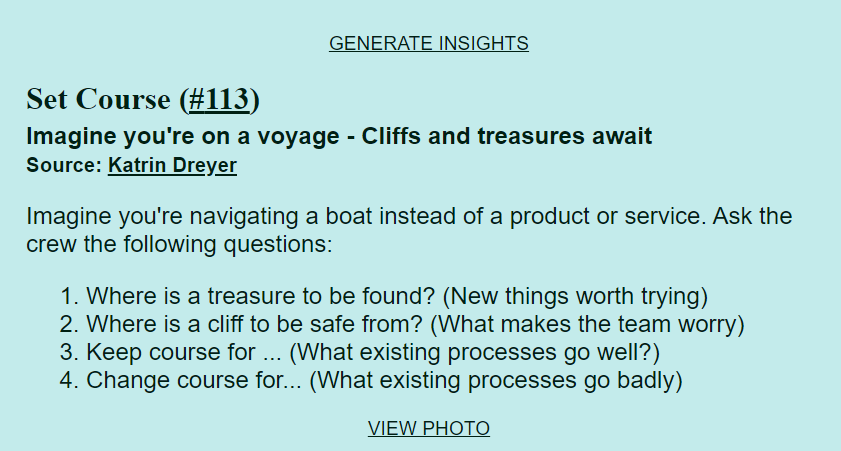 GENERATE INSIGHTS
Set Course (#113)
Imagine you're on a voyage - Cliffs and treasures await
Source: Katrin Dreyer
Imagine you're navigating a boat instead of a product or service. Ask the
crew the following questions:
1. Where is a treasure to be found? (New things worth trying)
2. Where is a cliff to be safe from? (What makes the team worry)
3. Keep course for ... (What existing processes go well?)
4. Change course for... (What existing processes go badly)
VIEW PHOTO